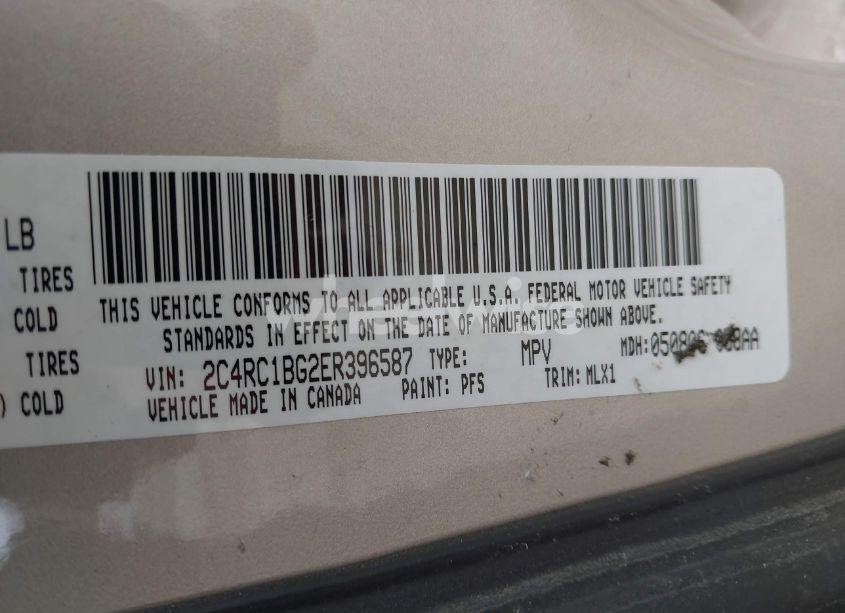 LB
TIRES
COLD
TIRES
) COLD
THIS VEHICLE CONFORMS TO ALL APPLICABLE U.S.A. FEDERAL MOTOR VEHICLE SAFETY
STANDARDS IN EFFECT ON THE DATE OF MANUFACTURE SHOWN ABOVE.
VIN: 2C4RC1BG2ER396587 TYPE: MPV MDH:
VEHICLE MADE IN CANADA PAINT: PFS TRIM: MLX1